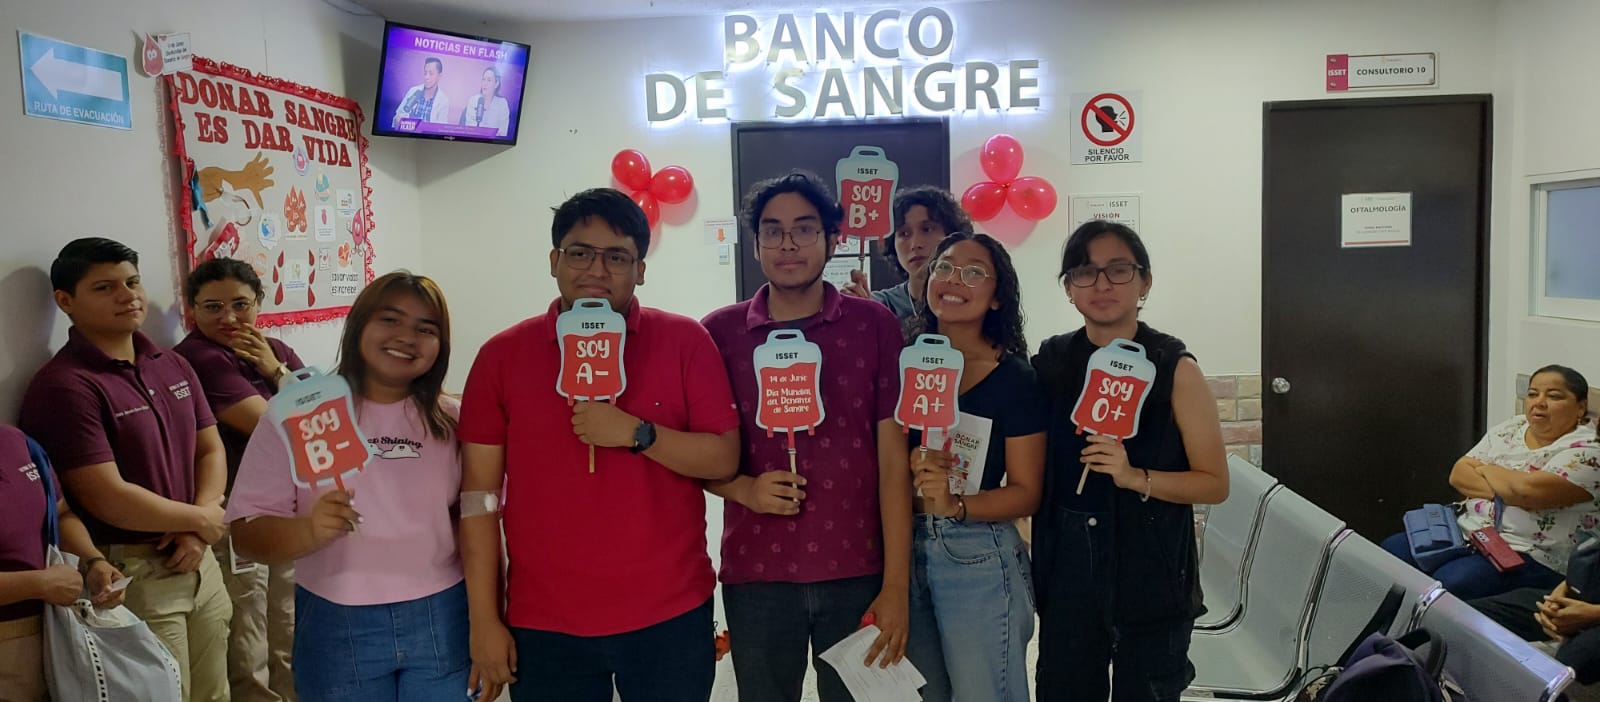 BANCO
DE SANGRE
RUTA DE EVACUACIÓN
DONAR SANGRE
ES DAR VIDA
NOTICIAS EN FLASH
FLASH
SILENCIO
POR FAVOR
ISSET
CONSULTORIO 10
ISSET
VISIÓN
OFTALMOLOGÍA
ISSET
ISSET
SOY
B-
ISSET
SOY
A-
ISSET
14 de Junio
Día Mundial
del Donante
de Sangre
ISSET
SOY
B+
ISSET
SOY
A+
DONAR
SANGRE
ISSET
SOY
O+
Shining.